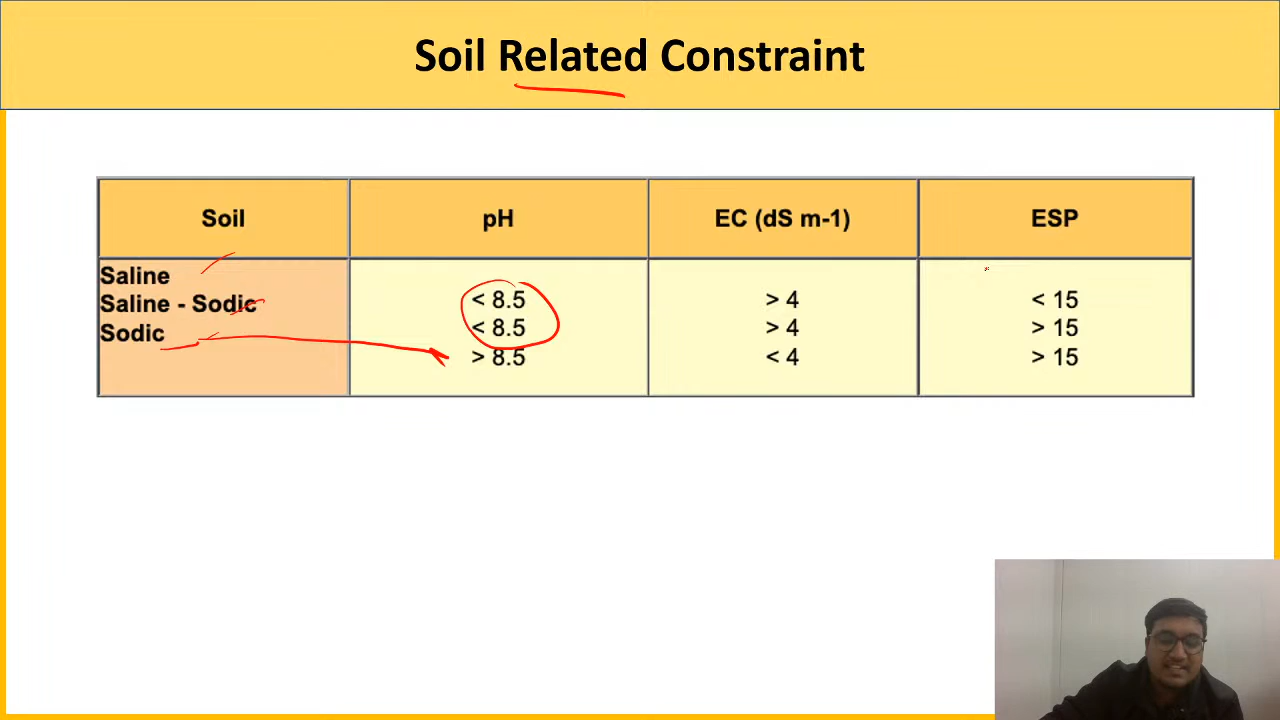 Soil Related Constraint
Soil pH EC (dS m-1) ESP
Saline
Saline - Sodic
Sodic
< 8.5 > 4 < 15
< 8.5 > 4 > 15
> 8.5 < 4 > 15